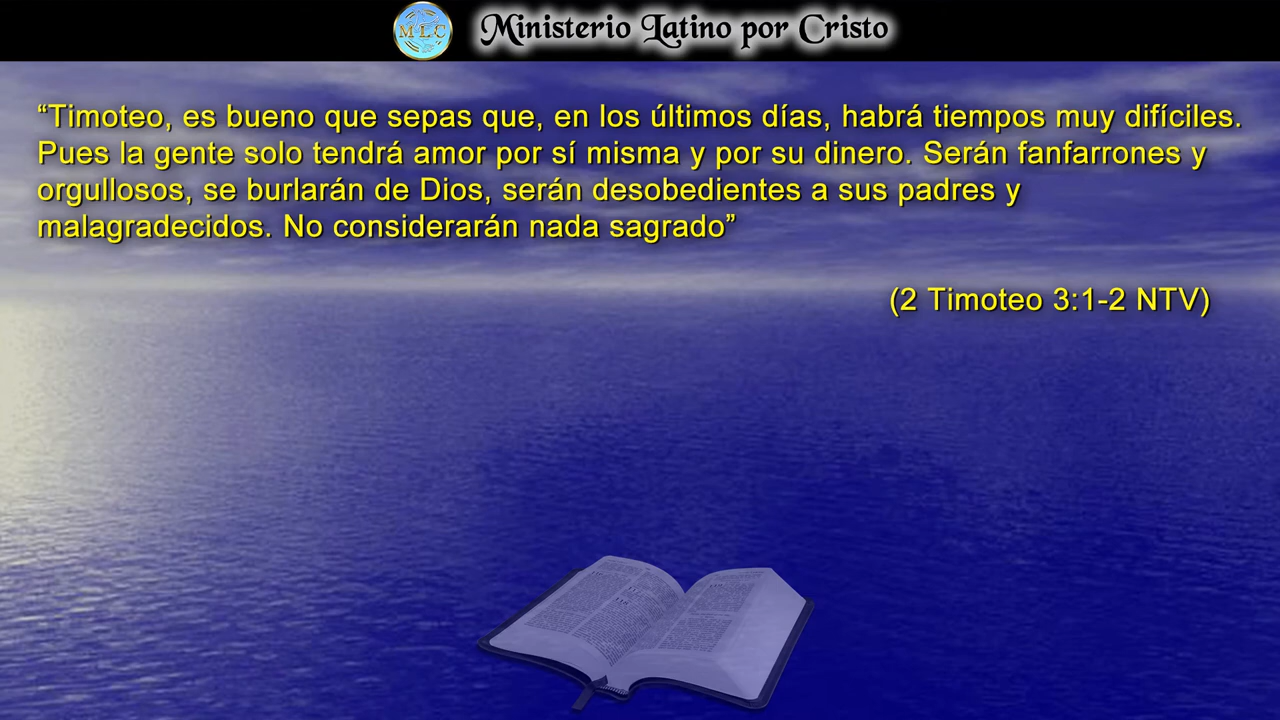 MLC
Ministerio Latino por Cristo
“Timoteo, es bueno que sepas que, en los últimos días, habrá tiempos muy difíciles.
Pues la gente solo tendrá amor por sí misma y por su dinero. Serán fanfarrones y
orgullosos, se burlarán de Dios, serán desobedientes a sus padres y
malagradecidos. No considerarán nada sagrado”
(2 Timoteo 3:1-2 NTV)